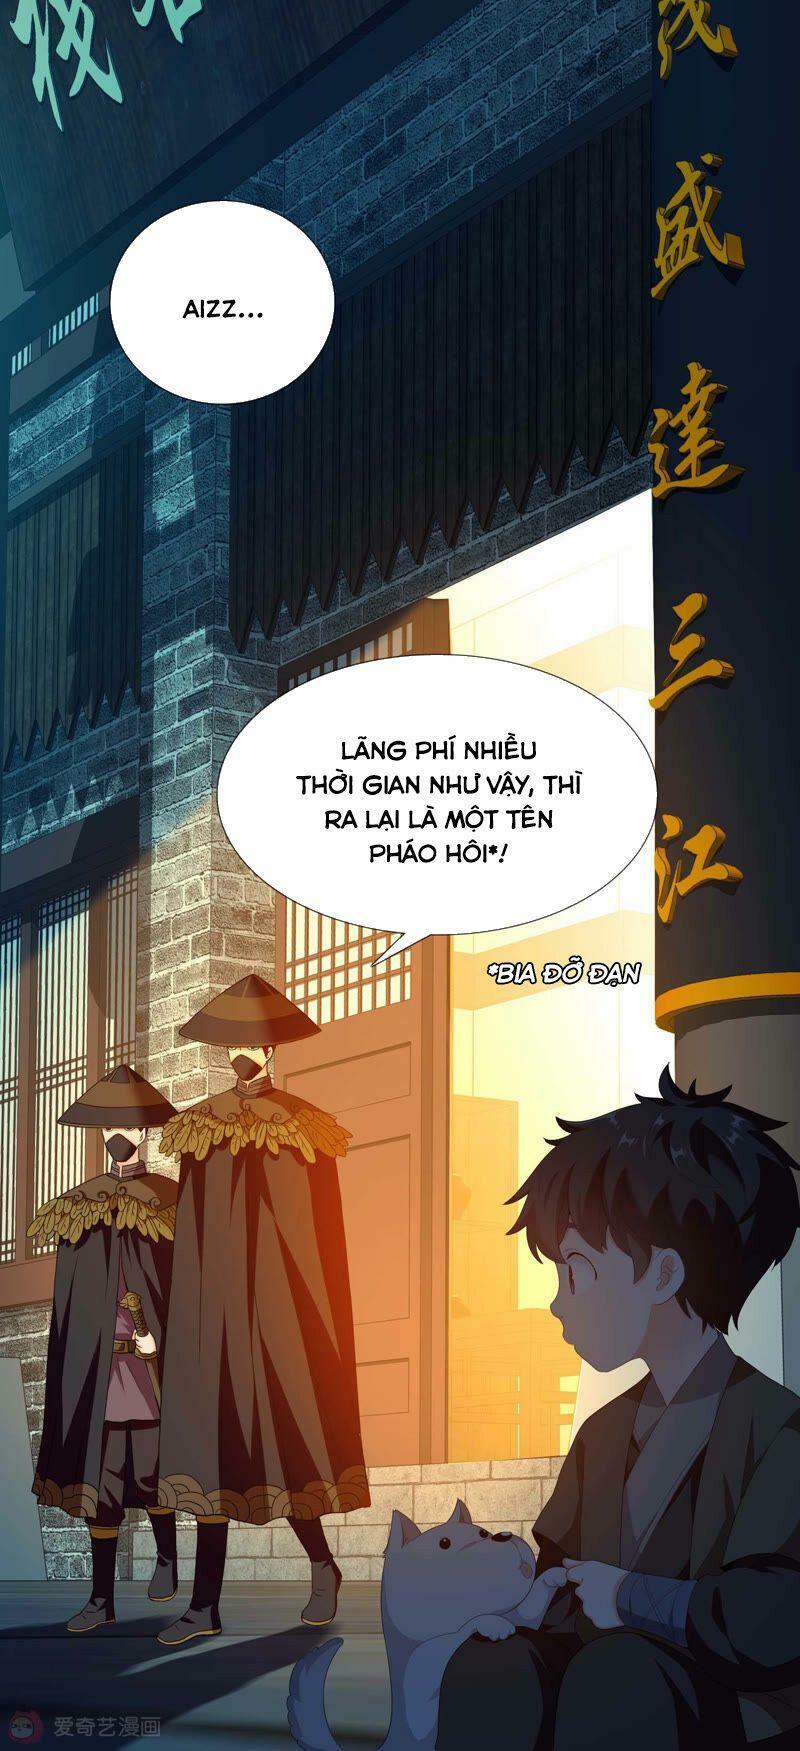 AIZZ...
茂
盛
達
三
江
LÃNG PHÍ NHIỀU
THỜI GIAN NHƯ VẬY, THÌ
RA LẠI LÀ MỘT TÊN
PHÁO HÔI*!
*BIA ĐỠ ĐẠN
爱奇艺漫画